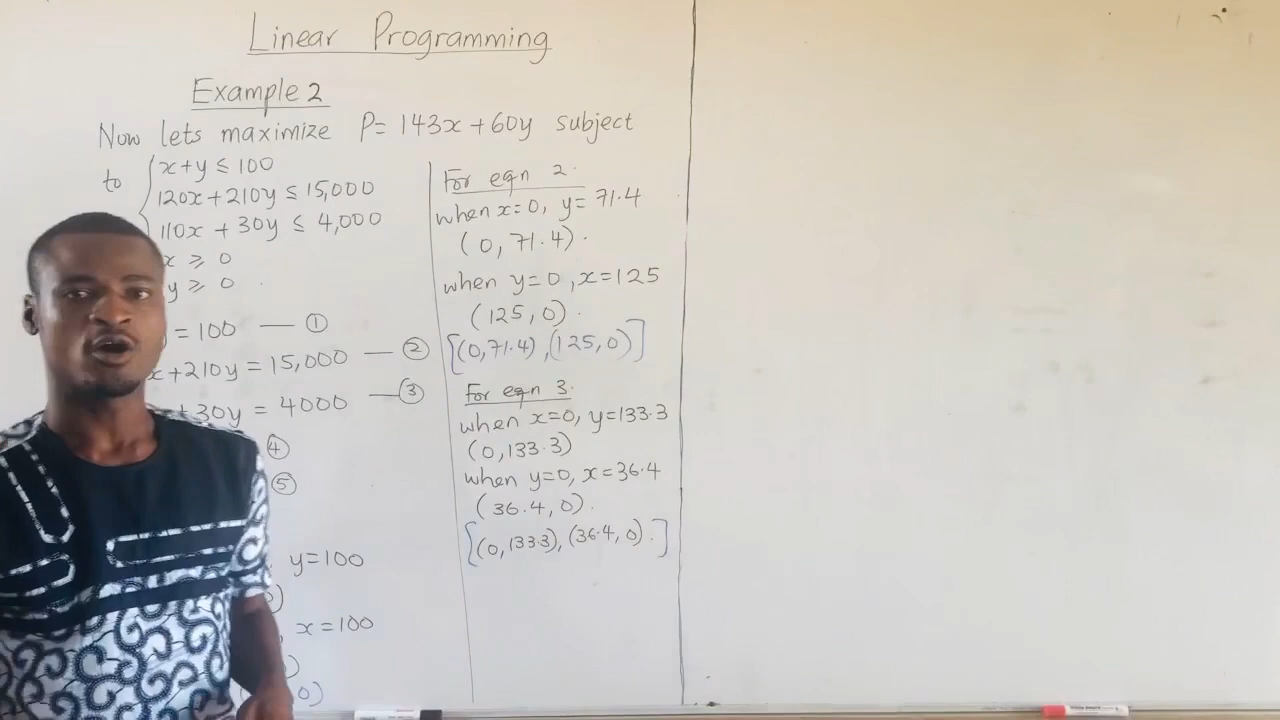 Linear Programming
Example 2
Now lets maximize P= 143x+60y subject
to
x+y ≤ 100
120x+210y ≤ 15,000
110x + 30y ≤ 4,000
x ≥ 0
y ≥ 0
= 100 — ①
x+210y = 15,000 — ②
+30y = 4000 — ③
④
⑤
y=100
x=100
0)
For eqn 2.
when x=0, y= 71.4
(0, 71.4).
when y=0, x=125
(125, 0).
[(0,71.4), (125,0)]
For eqn 3.
when x=0, y=133.3
(0,133.3)
when y=0, x=36.4
(36.4, 0).
[(0,133.3), (36.4, 0).]